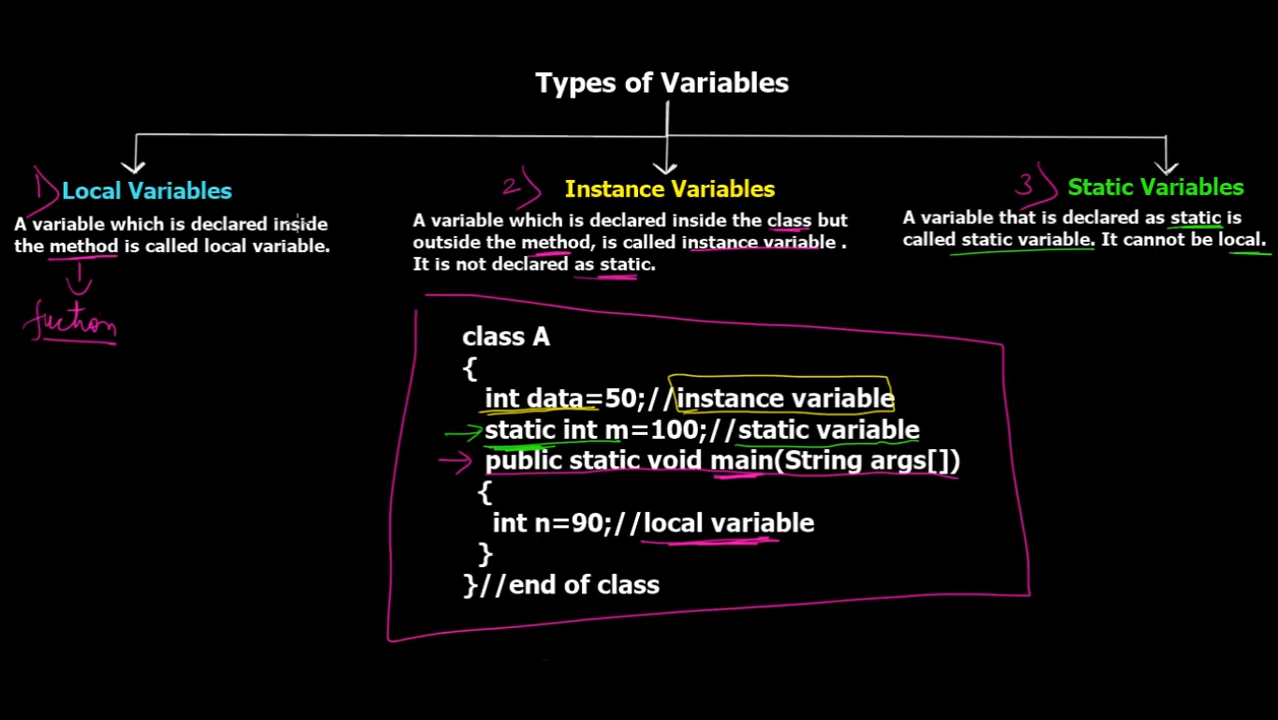 Types of Variables
1) Local Variables
A variable which is declared inside
the method is called local variable.
fuction
2) Instance Variables
A variable which is declared inside the class but
outside the method, is called instance variable .
It is not declared as static.
3) Static Variables
A variable that is declared as static is
called static variable. It cannot be local.
class A
{
int data=50;//instance variable
static int m=100;//static variable
public static void main(String args[])
{
int n=90;//local variable
}
}//end of class